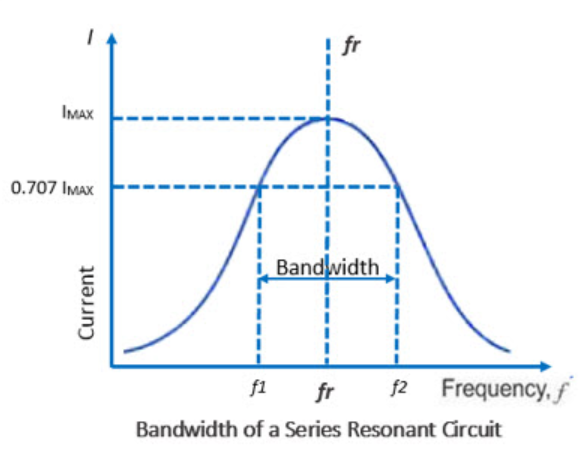 I
fr
IMAX
0.707 IMAX
Bandwidth
Current
f1
fr
f2
Frequency, f
Bandwidth of a Series Resonant Circuit